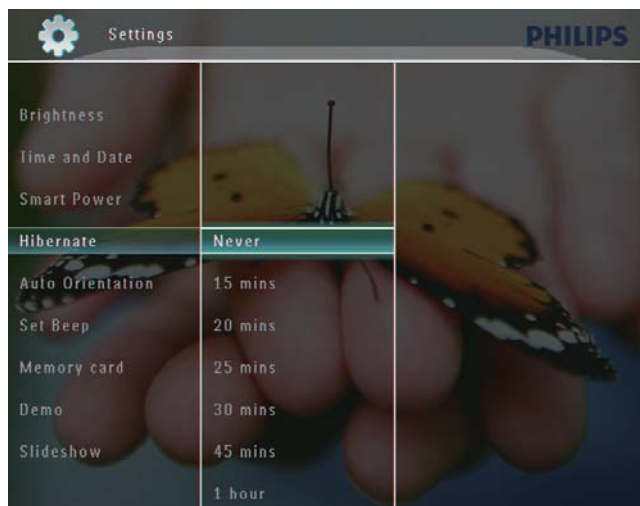 Settings
PHILIPS
Brightness
Time and Date
Smart Power
Hibernate
Auto Orientation
Set Beep
Memory card
Demo
Slideshow
Never
15 mins
20 mins
25 mins
30 mins
45 mins
1 hour